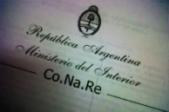 República Argentina
Ministerio del Interior
Co.Na.Re